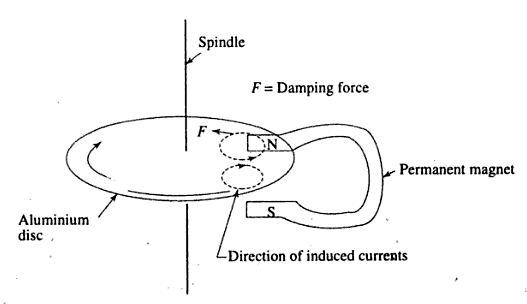 Spindle
F = Damping force
F
N
Permanent magnet
S
Aluminium
disc
Direction of induced currents